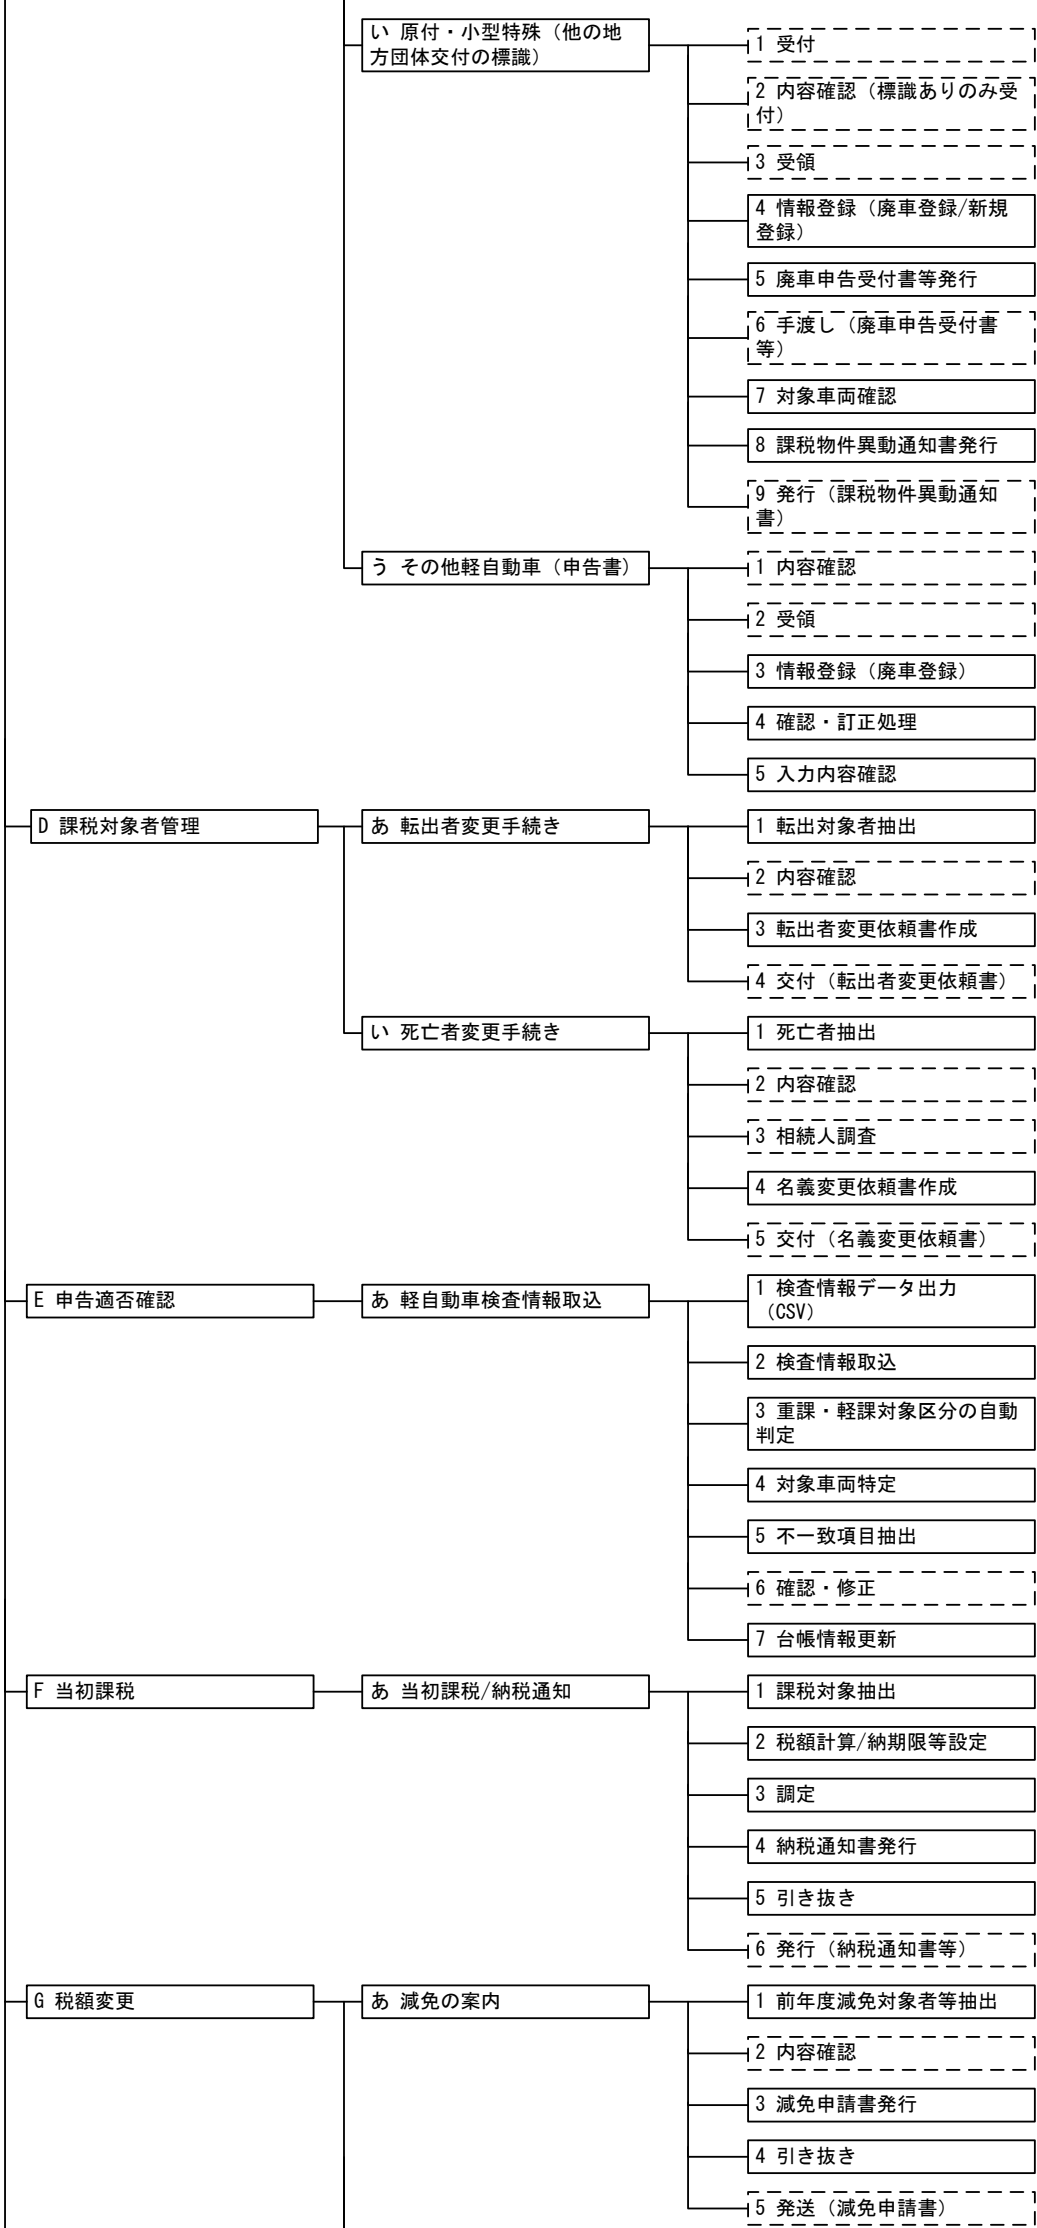 い 原付・小型特殊（他の地
方団体交付の標識）
1 受付
2 内容確認（標識ありのみ受
付）
3 受領
4 情報登録（廃車登録/新規
登録）
5 廃車申告受付書等発行
6 手渡し（廃車申告受付書
等）
7 対象車両確認
8 課税物件異動通知書発行
9 発行（課税物件異動通知
書）
う その他軽自動車（申告書）
1 内容確認
2 受領
3 情報登録（廃車登録）
4 確認・訂正処理
5 入力内容確認
D 課税対象者管理
あ 転出者変更手続き
1 転出対象者抽出
2 内容確認
3 転出者変更依頼書作成
4 交付（転出者変更依頼書）
い 死亡者変更手続き
1 死亡者抽出
2 内容確認
3 相続人調査
4 名義変更依頼書作成
5 交付（名義変更依頼書）
E 申告適否確認
あ 軽自動車検査情報取込
1 検査情報データ出力
（CSV）
2 検査情報取込
3 重課・軽課対象区分の自動
判定
4 対象車両特定
5 不一致項目抽出
6 確認・修正
7 台帳情報更新
F 当初課税
あ 当初課税/納税通知
1 課税対象抽出
2 税額計算/納期限等設定
3 調定
4 納税通知書発行
5 引き抜き
6 発行（納税通知書等）
G 税額変更
あ 減免の案内
1 前年度減免対象者等抽出
2 内容確認
3 減免申請書発行
4 引き抜き
5 発送（減免申請書）